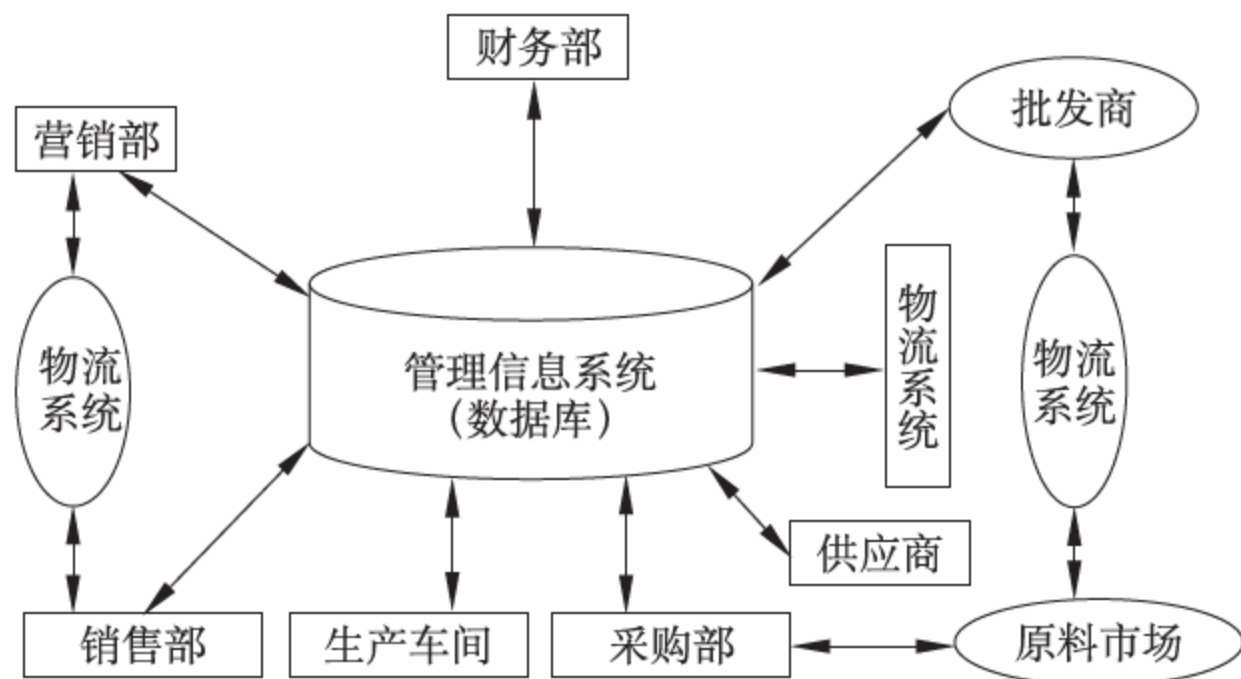 财务部
批发商
营销部
物流系统
物流
系统
管理信息系统
（数据库）
物流
系统
供应商
销售部
生产车间
采购部
原料市场